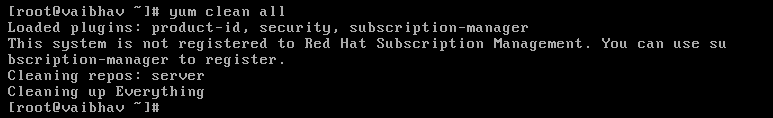 [root@vaibhav ~]# yum clean all
Loaded plugins: product-id, security, subscription-manager
This system is not registered to Red Hat Subscription Management. You can use su
bscription-manager to register.
Cleaning repos: server
Cleaning up Everything
[root@vaibhav ~]#